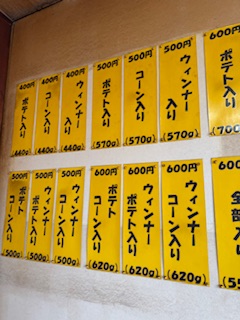 400円
ポテト入り
(440g)
400円
コーン入り
(440g)
400円
ウィンナー
入り
(440g)
500円
ポテト入り
(570g)
500円
コーン入り
(570g)
500円
ウィンナー
入り
(570g)
600円
ポテト入り
500円
ポテト
コーン入り
(500g)
500円
ウィンナー
ポテト入り
(500g)
500円
ウィンナー
コーン入り
(500g)
600円
ポテト
コーン入り
(620g)
600円
ウィンナー
ポテト入り
(620g)
600円
ウィンナー
コーン入り
(620g)
全部入り